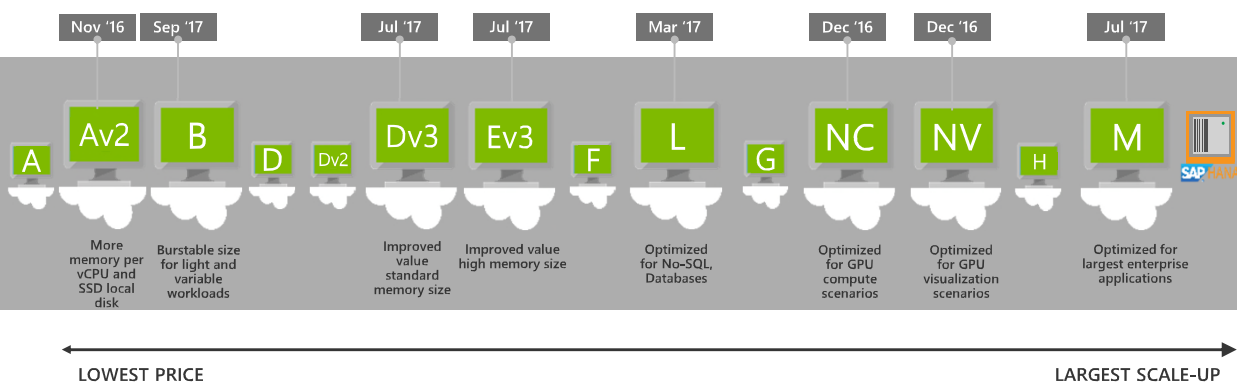 Nov '16
Sep '17
Jul '17
Jul '17
Mar '17
Dec '16
Dec '16
Jul '17
A
Av2
B
D
Dv2
Dv3
Ev3
F
L
G
NC
NV
H
M
SAP HANA
More
memory per
vCPU and
SSD local
disk
Burstable size
for light and
variable
workloads
Improved
value
standard
memory size
Improved value
high memory size
Optimized
for No-SQL,
Databases
Optimized
for GPU
compute
scenarios
Optimized
for GPU
visualization
scenarios
Optimized for
largest enterprise
applications
LOWEST PRICE
LARGEST SCALE-UP